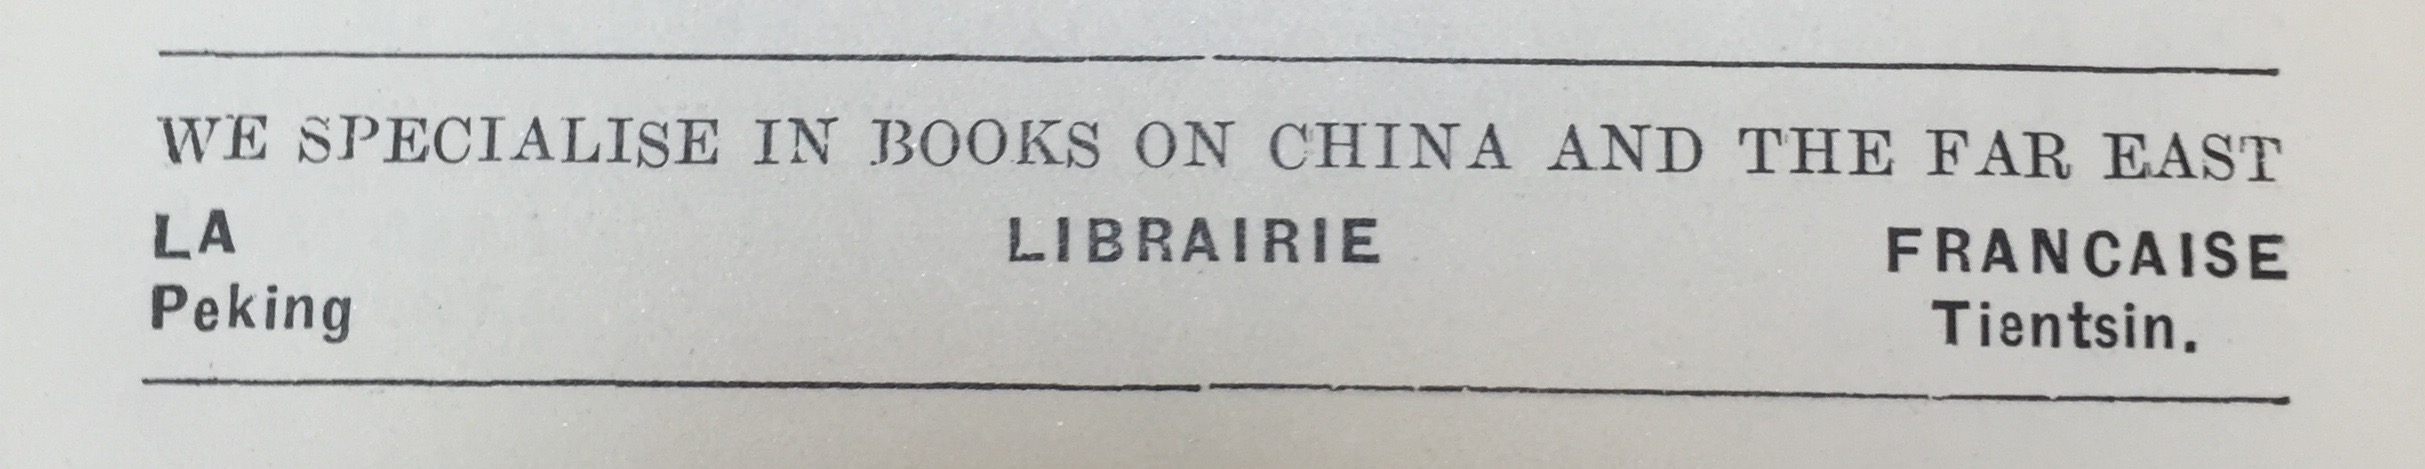 WE SPECIALISE IN BOOKS ON CHINA AND THE FAR EAST
LA LIBRAIRIE FRANCAISE
Peking Tientsin.